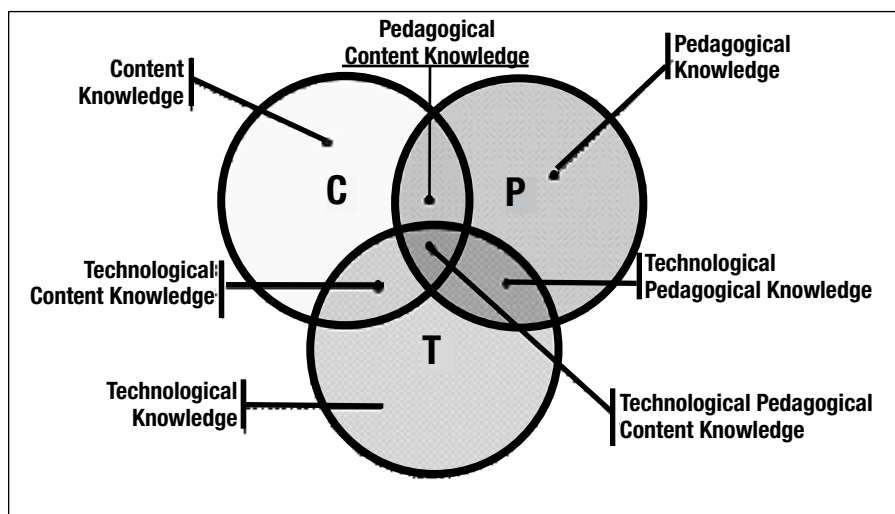 Pedagogical
Content Knowledge
Content
Knowledge
Pedagogical
Knowledge
C
P
Technological
Content Knowledge
Technological
Pedagogical Knowledge
T
Technological
Knowledge
Technological Pedagogical
Content Knowledge